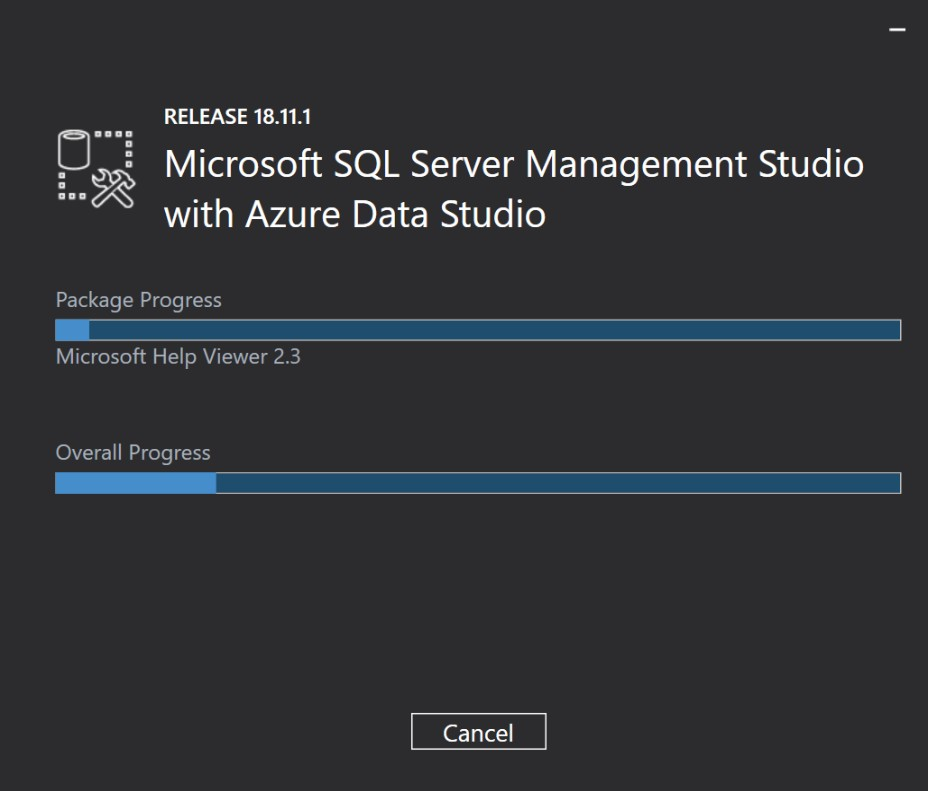 RELEASE 18.11.1
Microsoft SQL Server Management Studio
with Azure Data Studio
Package Progress
Microsoft Help Viewer 2.3
Overall Progress
Cancel